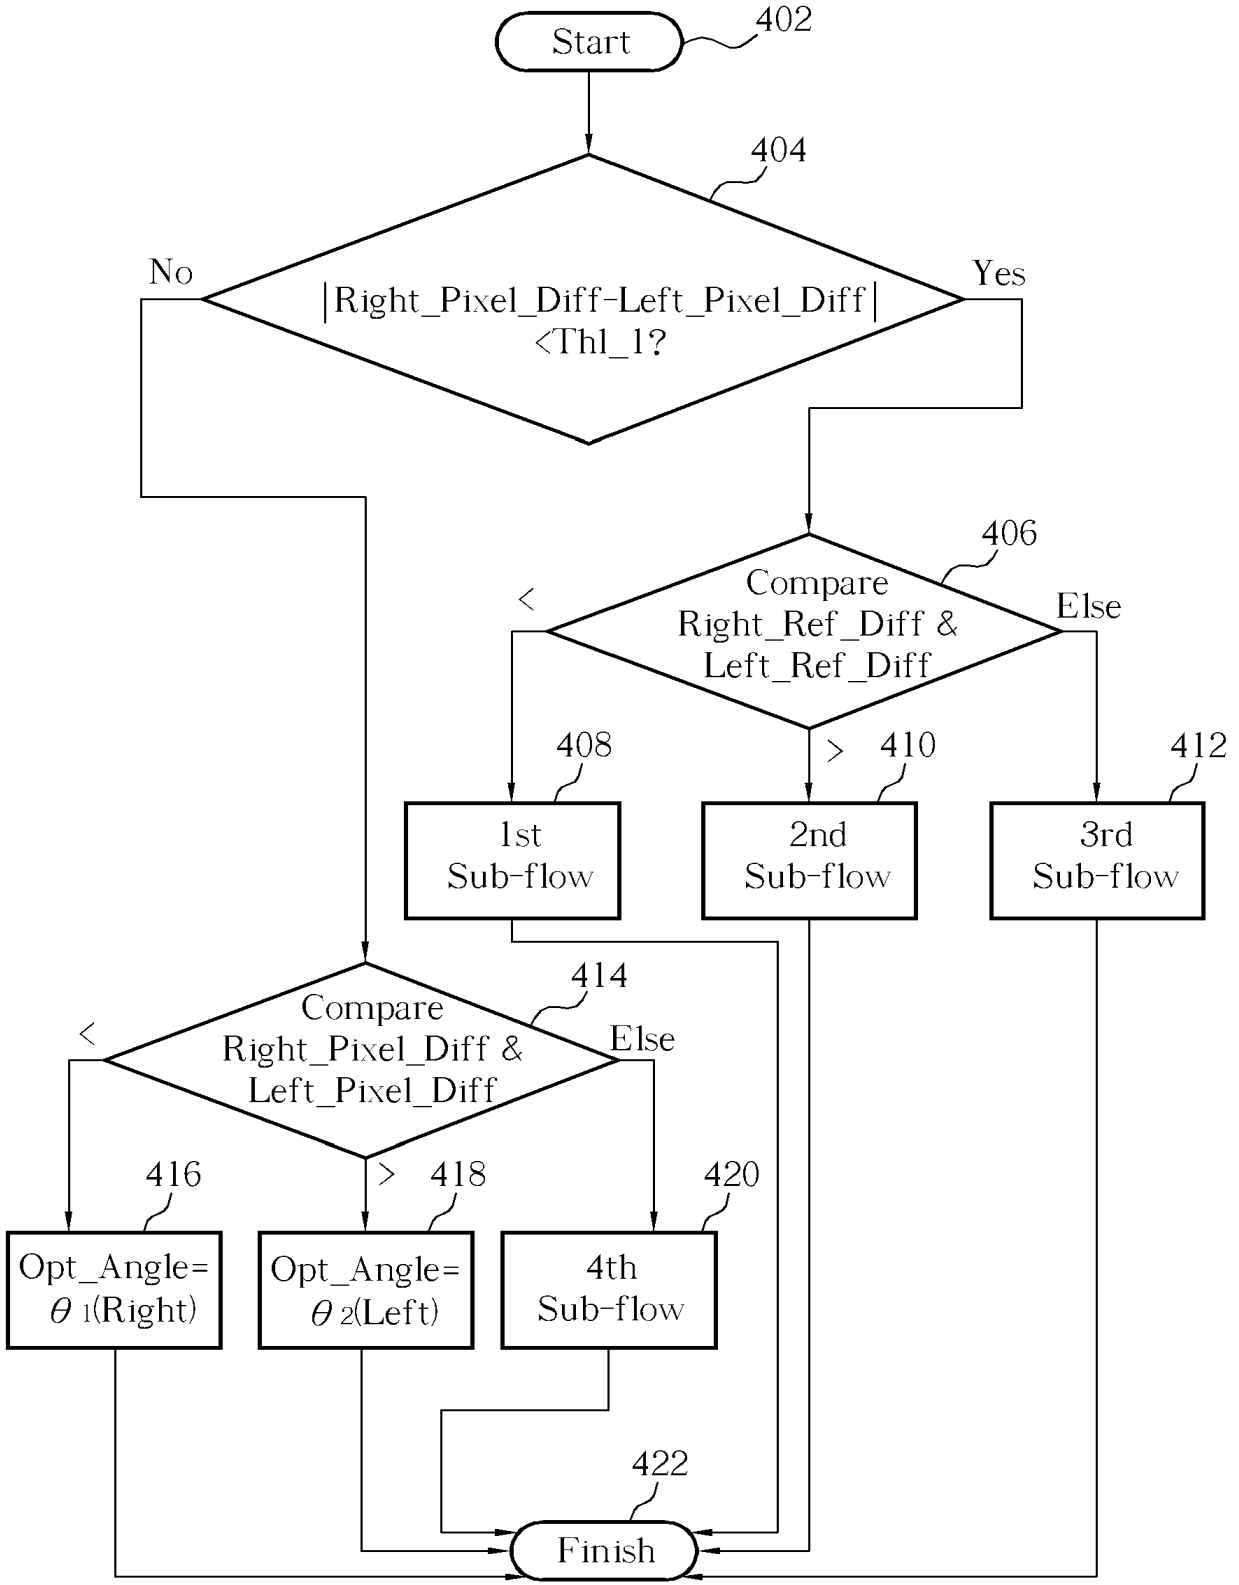 402
Start
404
No
Yes
|Right_Pixel_Diff-Left_Pixel_Diff|
<Thl_1?
406
Compare
Right_Ref_Diff &
Left_Ref_Diff
<
Else
>
408
410
412
1st
Sub-flow
2nd
Sub-flow
3rd
Sub-flow
414
Compare
Right_Pixel_Diff &
Left_Pixel_Diff
<
Else
>
416
418
420
Opt_Angle=
θ1(Right)
Opt_Angle=
θ2(Left)
4th
Sub-flow
422
Finish